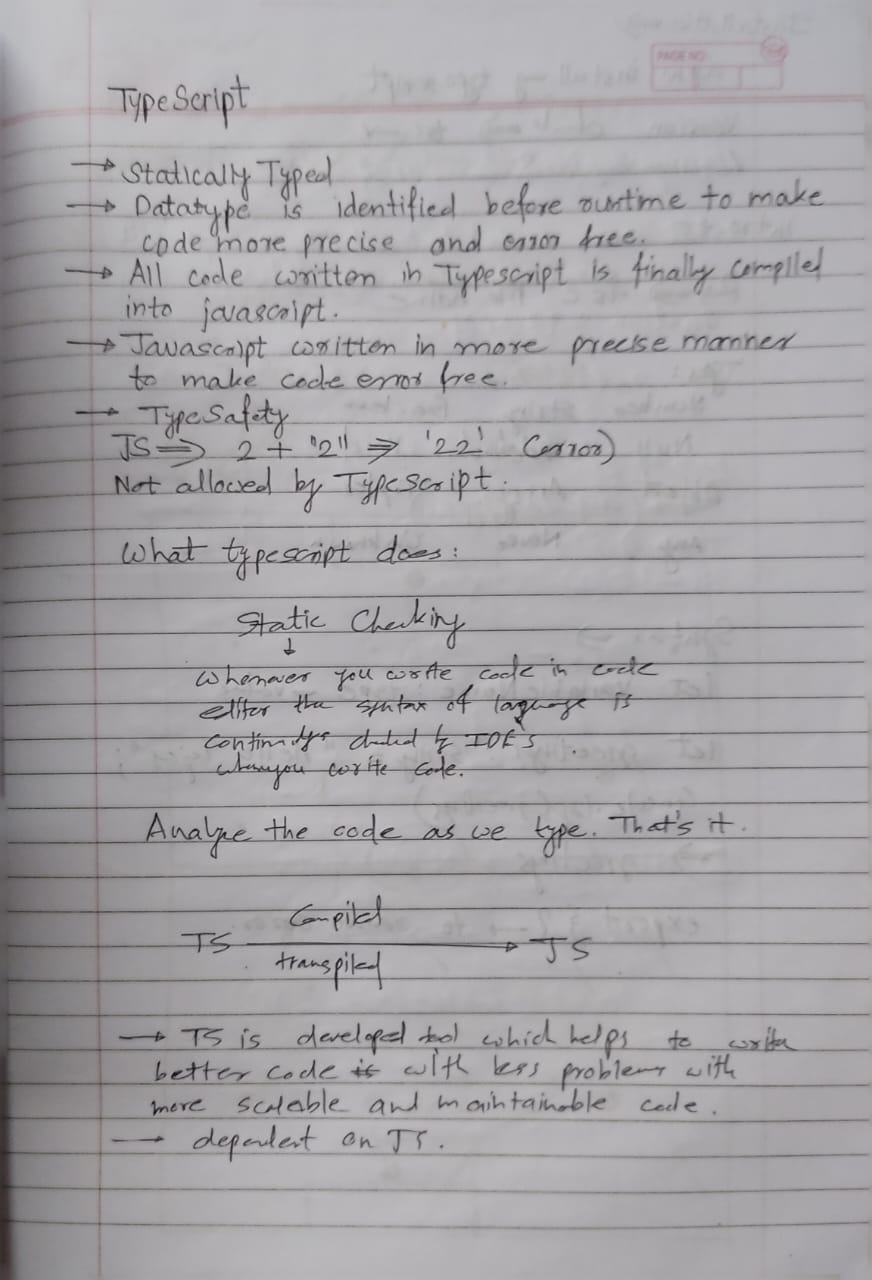 PAGE NO:
TypeScript
→ Statically Typed
→ Datatype is identified before runtime to make
code more precise and error free.
→ All code written in Typescript is finally compiled
into javascript.
→ Javascript written in more precise manner
to make code error free.
→ TypeSafety
JS ⇒ 2 + "2" ⇒ '22' (error)
Not allowed by TypeScript.
What typescript does:
Static Checking
↓
Whenever you write code in code
editor the syntax of language is
checked by IDE's
when you write code.
Analyze the code as we type. That's it.
Compiled
TS → JS
transpiled
→ TS is developed tool which helps to write
better code with less problems with
more scalable and maintainable code.
→ dependent on JS.